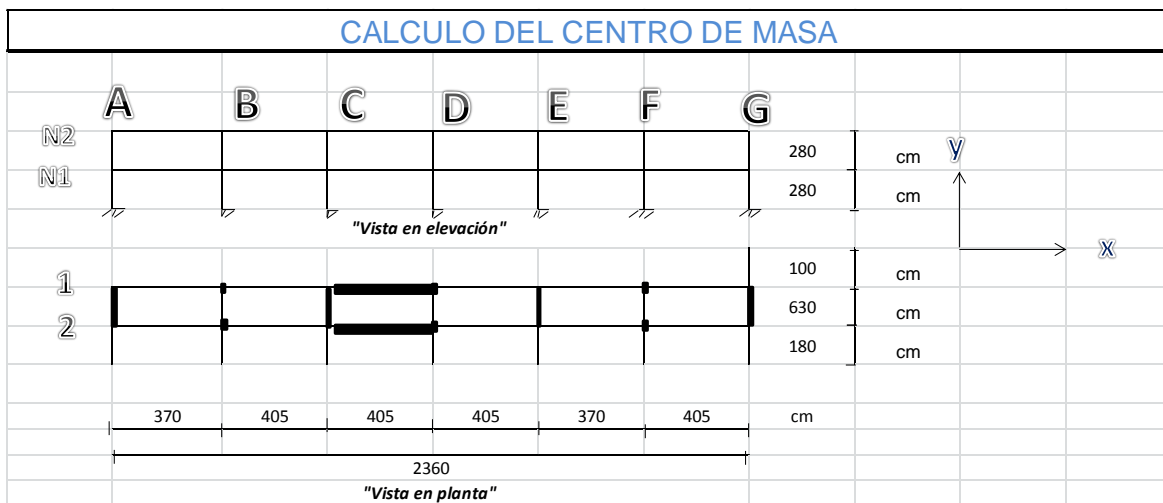 CALCULO DEL CENTRO DE MASA
A B C D E F G
N2
280 cm
y
N1
280 cm
"Vista en elevación"
x
100 cm
1
630 cm
2
180 cm
370 405 405 405 370 405 cm
2360
"Vista en planta"